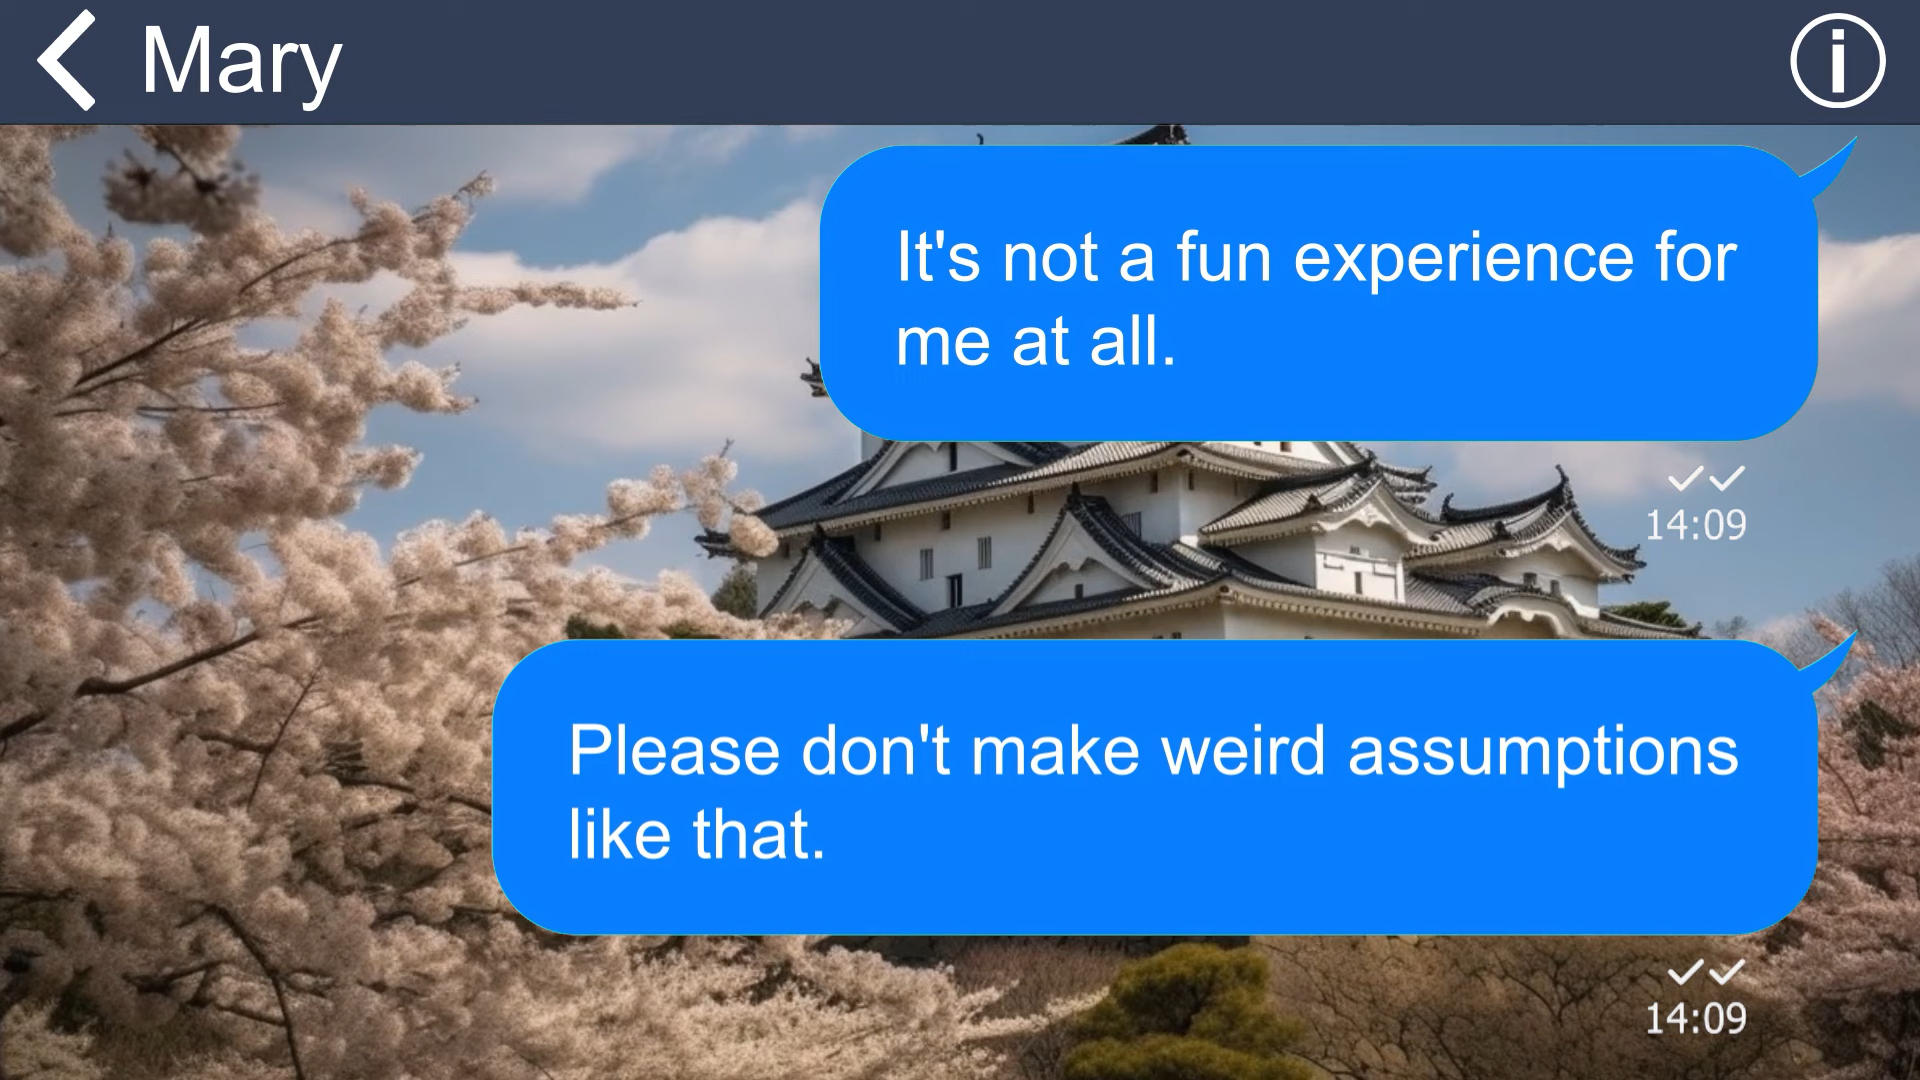 Mary
It's not a fun experience for
me at all.
14:09
Please don't make weird assumptions
like that.
14:09